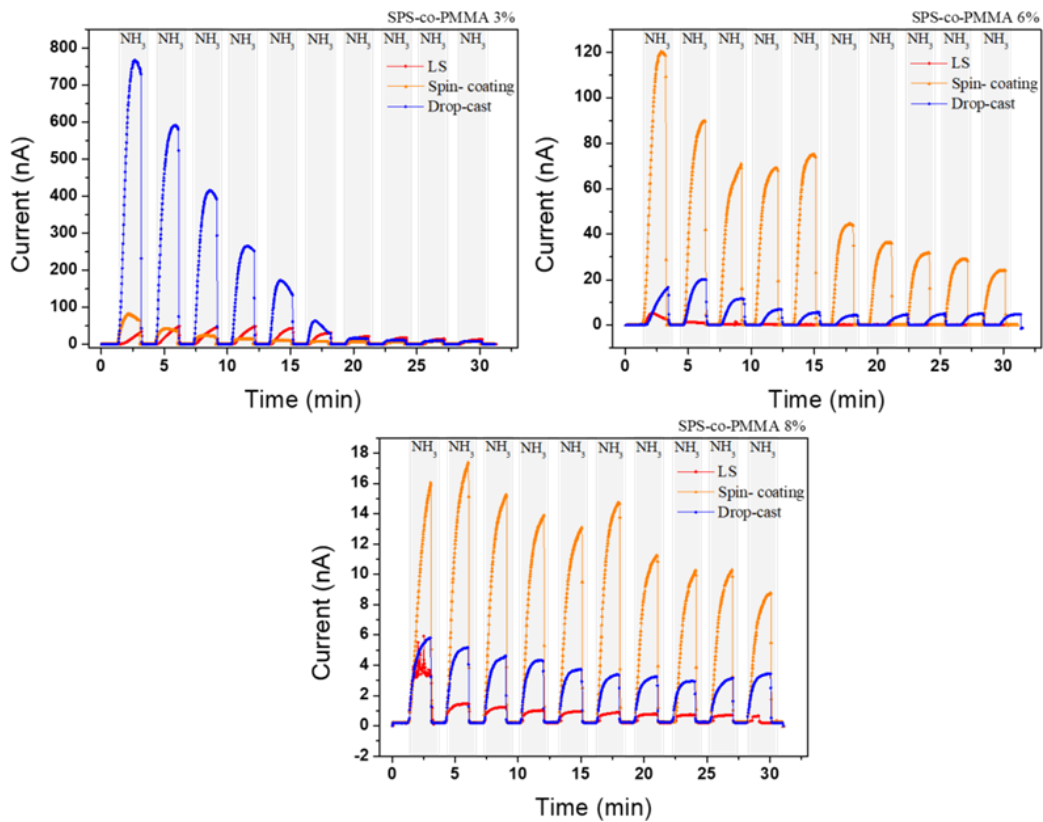 SPS-co-PMMA 3%
NH3 NH3 NH3 NH3 NH3 NH3 NH3 NH3 NH3 NH3
LS
Spin- coating
Drop-cast
800
700
600
500
400
300
200
100
0
Current (nA)
0 5 10 15 20 25 30
Time (min)
SPS-co-PMMA 6%
NH3 NH3 NH3 NH3 NH3 NH3 NH3 NH3 NH3 NH3
LS
Spin- coating
Drop-cast
120
100
80
60
40
20
0
Current (nA)
0 5 10 15 20 25 30
Time (min)
SPS-co-PMMA 8%
NH3 NH3 NH3 NH3 NH3 NH3 NH3 NH3 NH3 NH3
LS
Spin- coating
Drop-cast
18
16
14
12
10
8
6
4
2
0
-2
Current (nA)
0 5 10 15 20 25 30
Time (min)